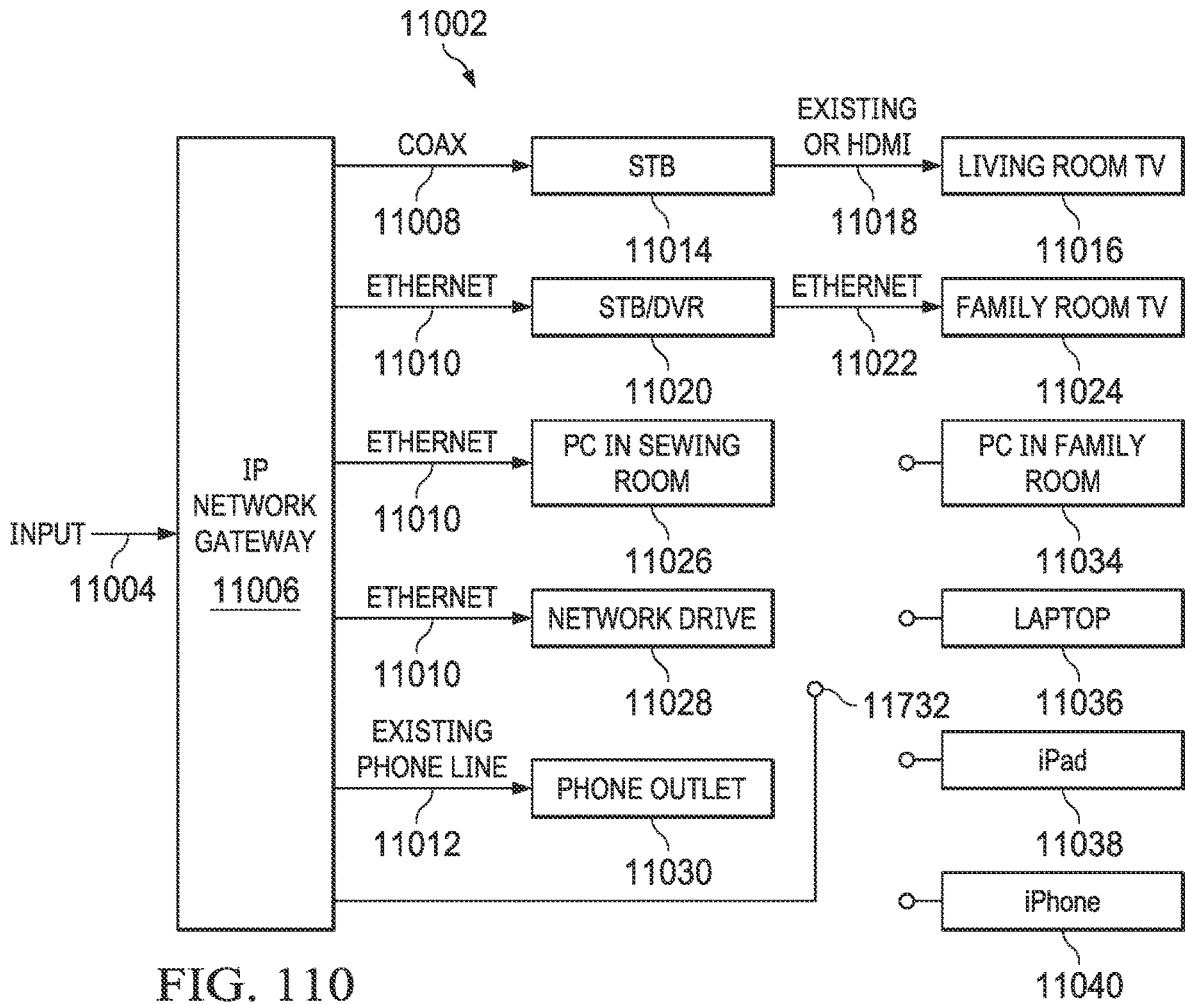 11002
COAX
11008
STB
11014
EXISTING
OR HDMI
11018
LIVING ROOM TV
11016
ETHERNET
11010
STB/DVR
11020
ETHERNET
11022
FAMILY ROOM TV
11024
ETHERNET
11010
PC IN SEWING
ROOM
11026
PC IN FAMILY
ROOM
11034
INPUT
11004
IP
NETWORK
GATEWAY
11006
ETHERNET
11010
NETWORK DRIVE
11028
LAPTOP
11036
11732
EXISTING
PHONE LINE
11012
PHONE OUTLET
11030
iPad
11038
iPhone
11040
FIG. 110